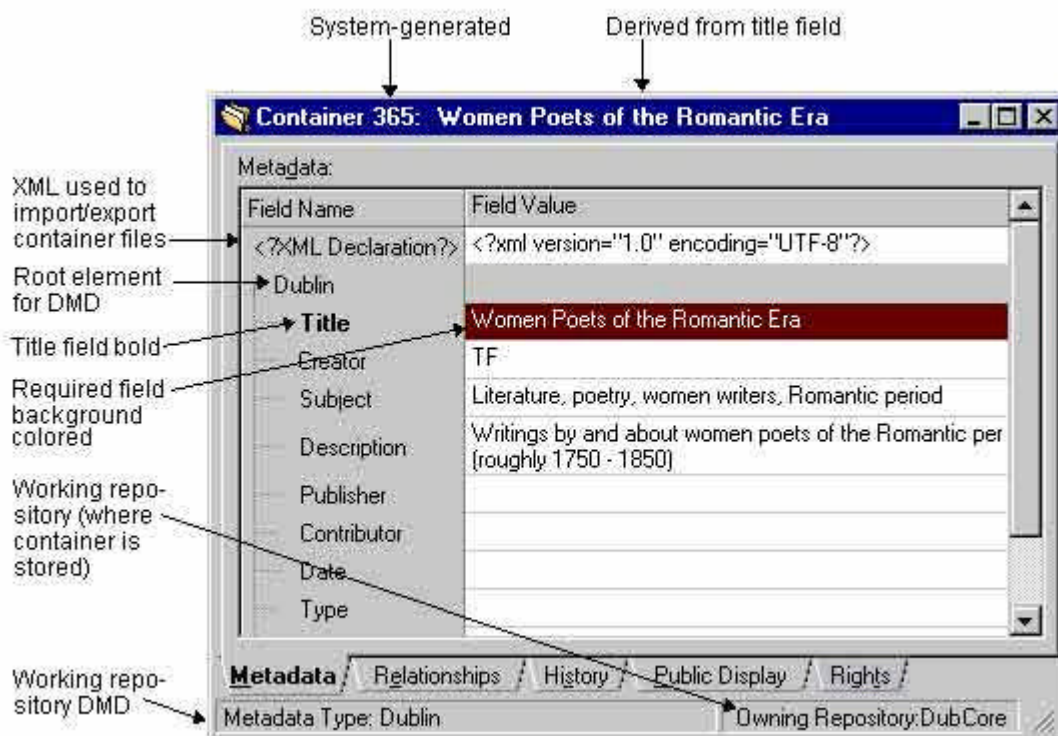 System-generated
Derived from title field
Container 365: Women Poets of the Romantic Era
Metadata:
Field Name
Field Value
XML used to
import/export
container files
<?XML Declaration?>
<?xml version="1.0" encoding="UTF-8"?>
Root element
for DMD
Dublin
Title field bold
Title
Women Poets of the Romantic Era
Required field
background
colored
Creator
TF
Subject
Literature, poetry, women writers, Romantic period
Description
Writings by and about women poets of the Romantic per
(roughly 1750 - 1850)
Working repo-
sitory (where
container is
stored)
Publisher
Contributor
Date
Type
Metadata
Relationships
History
Public Display
Rights
Working repo-
sitory DMD
Metadata Type: Dublin
Owning Repository:DubCore